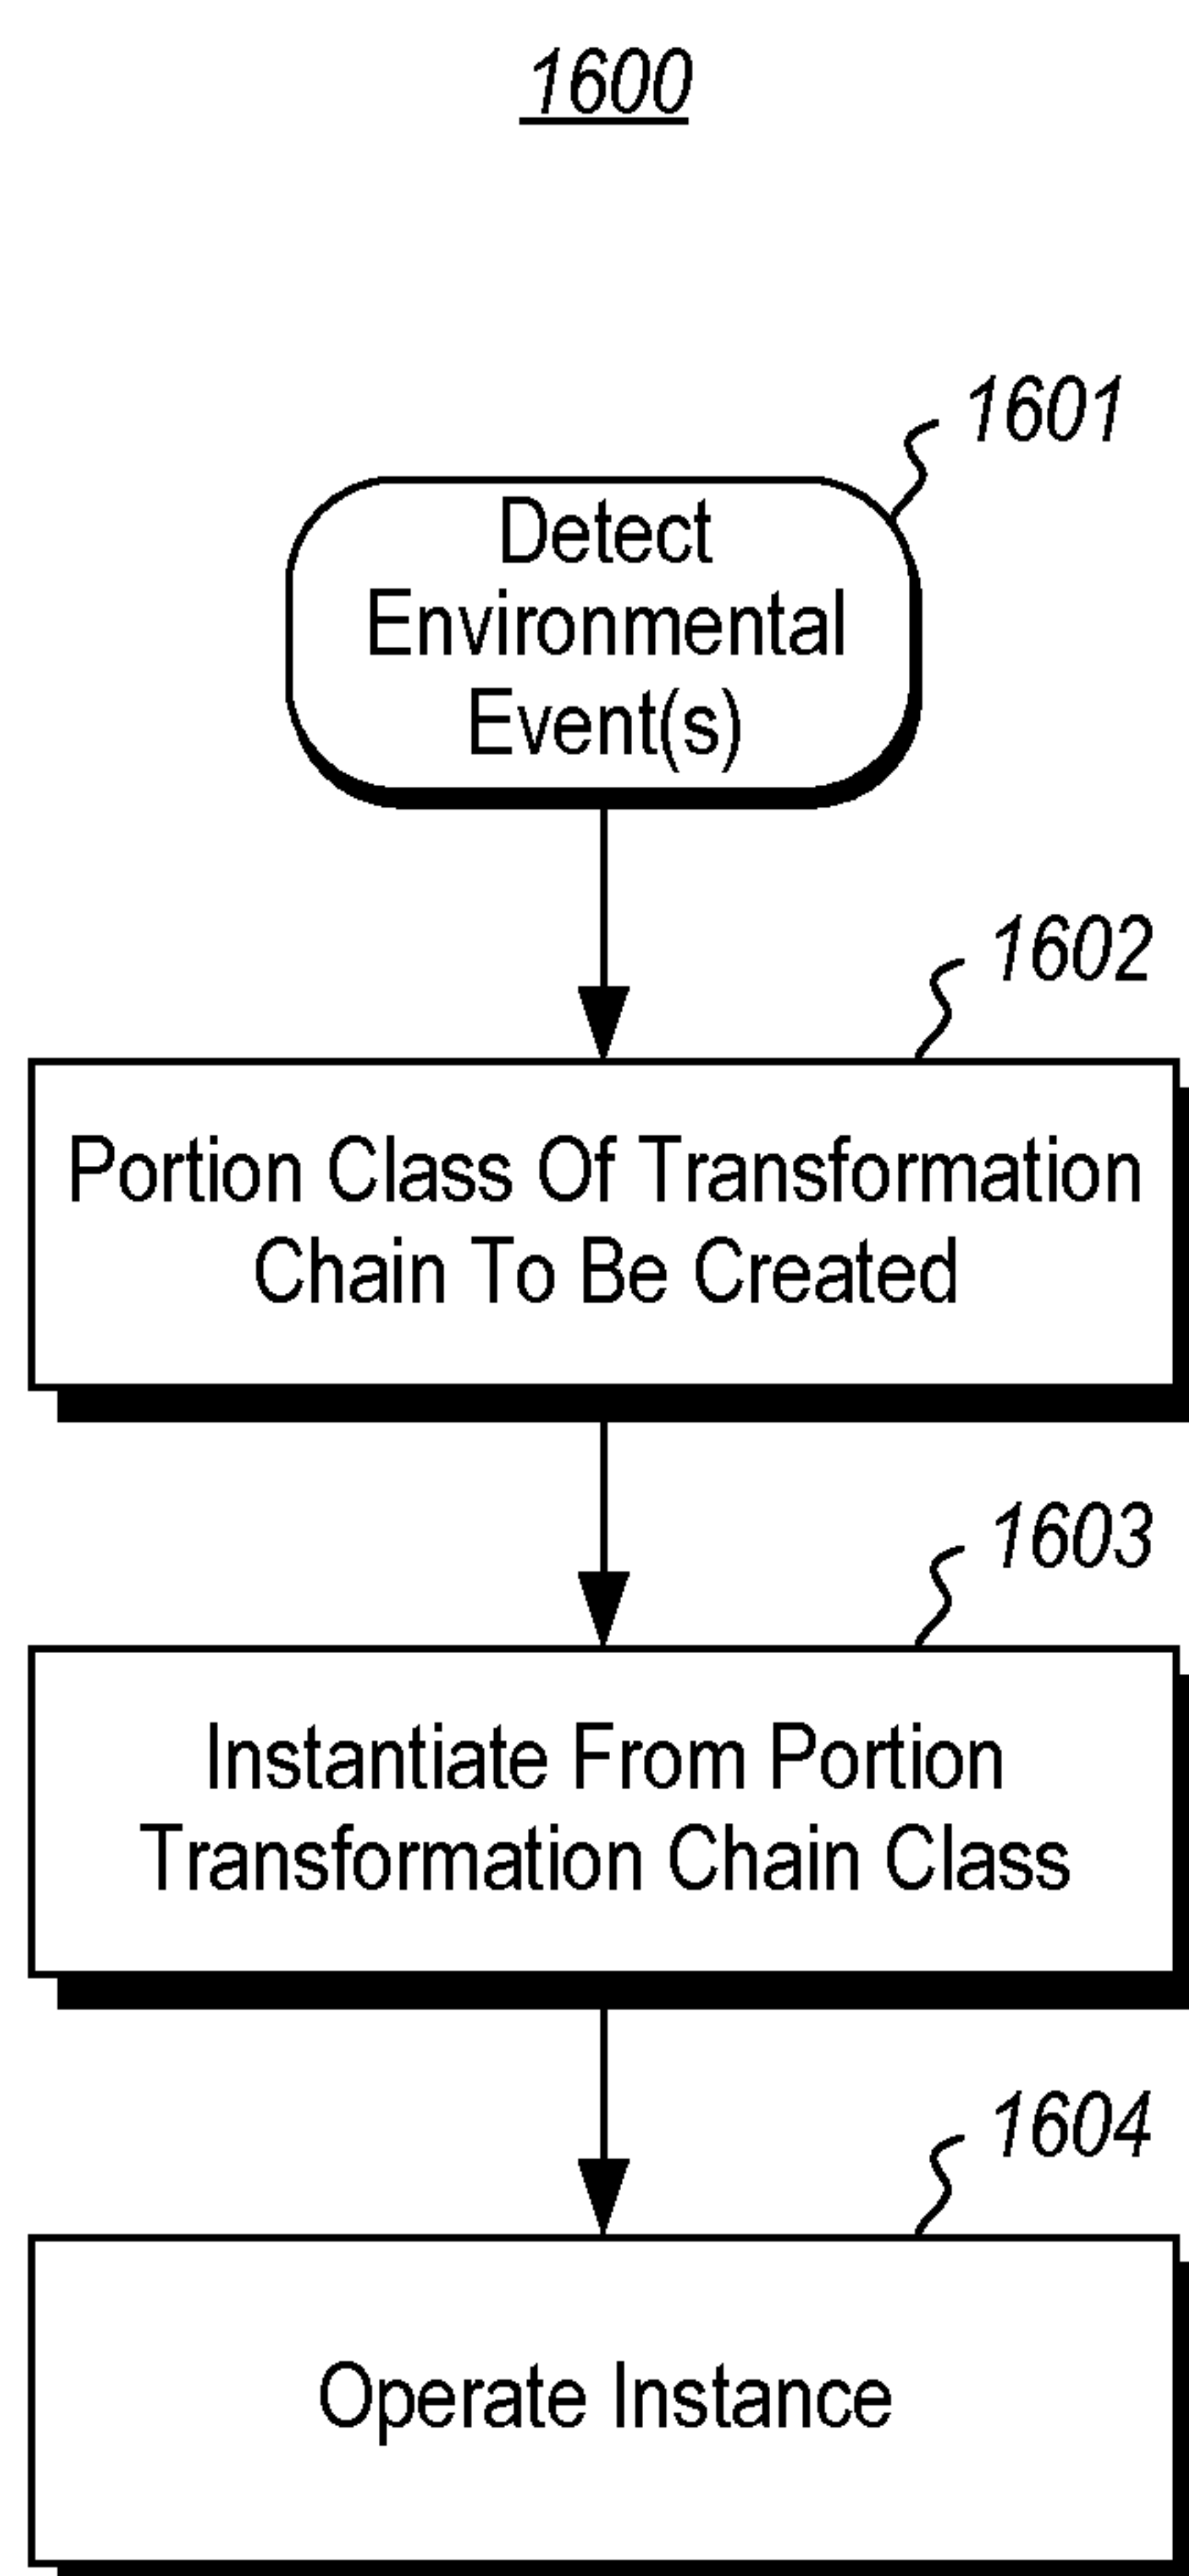 1600
1601
Detect
Environmental
Event(s)
1602
Portion Class Of Transformation
Chain To Be Created
1603
Instantiate From Portion
Transformation Chain Class
1604
Operate Instance